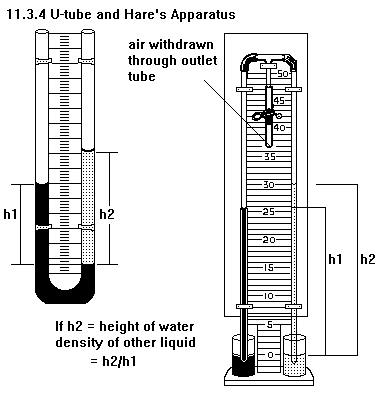 11.3.4 U-tube and Hare's Apparatus
air withdrawn
through outlet
tube
h1
h2
50
45
40
35
30
25
20
15
10
5
0
h1
h2
If h2 = height of water
density of other liquid
= h2/h1